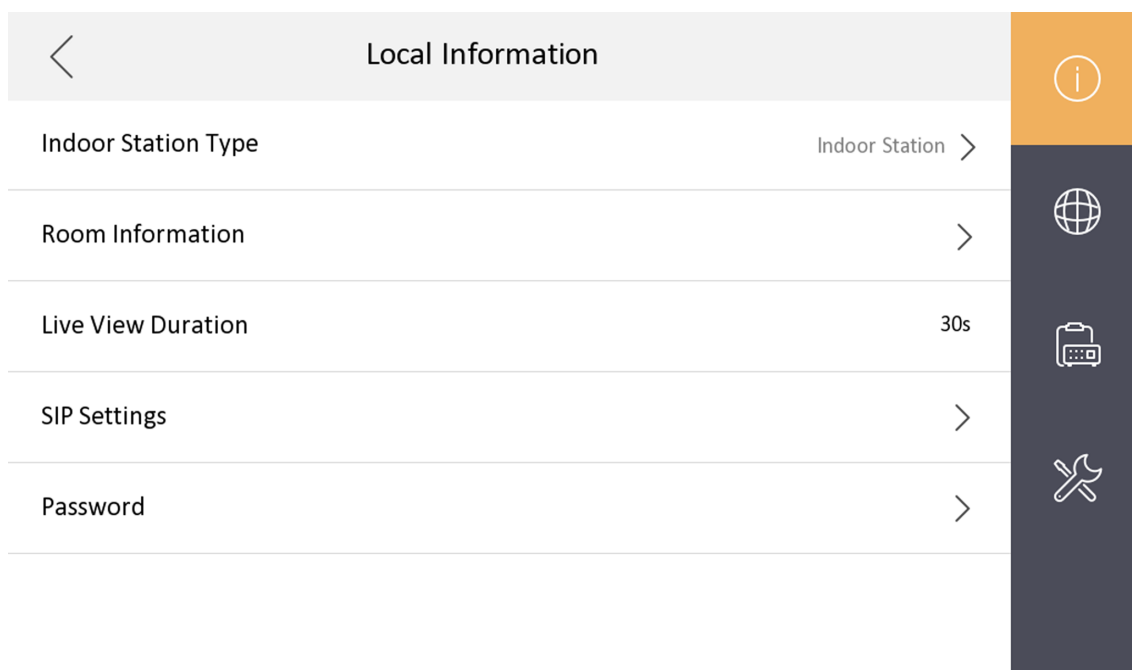 Local Information
Indoor Station Type Indoor Station
Room Information
Live View Duration 30s
SIP Settings
Password